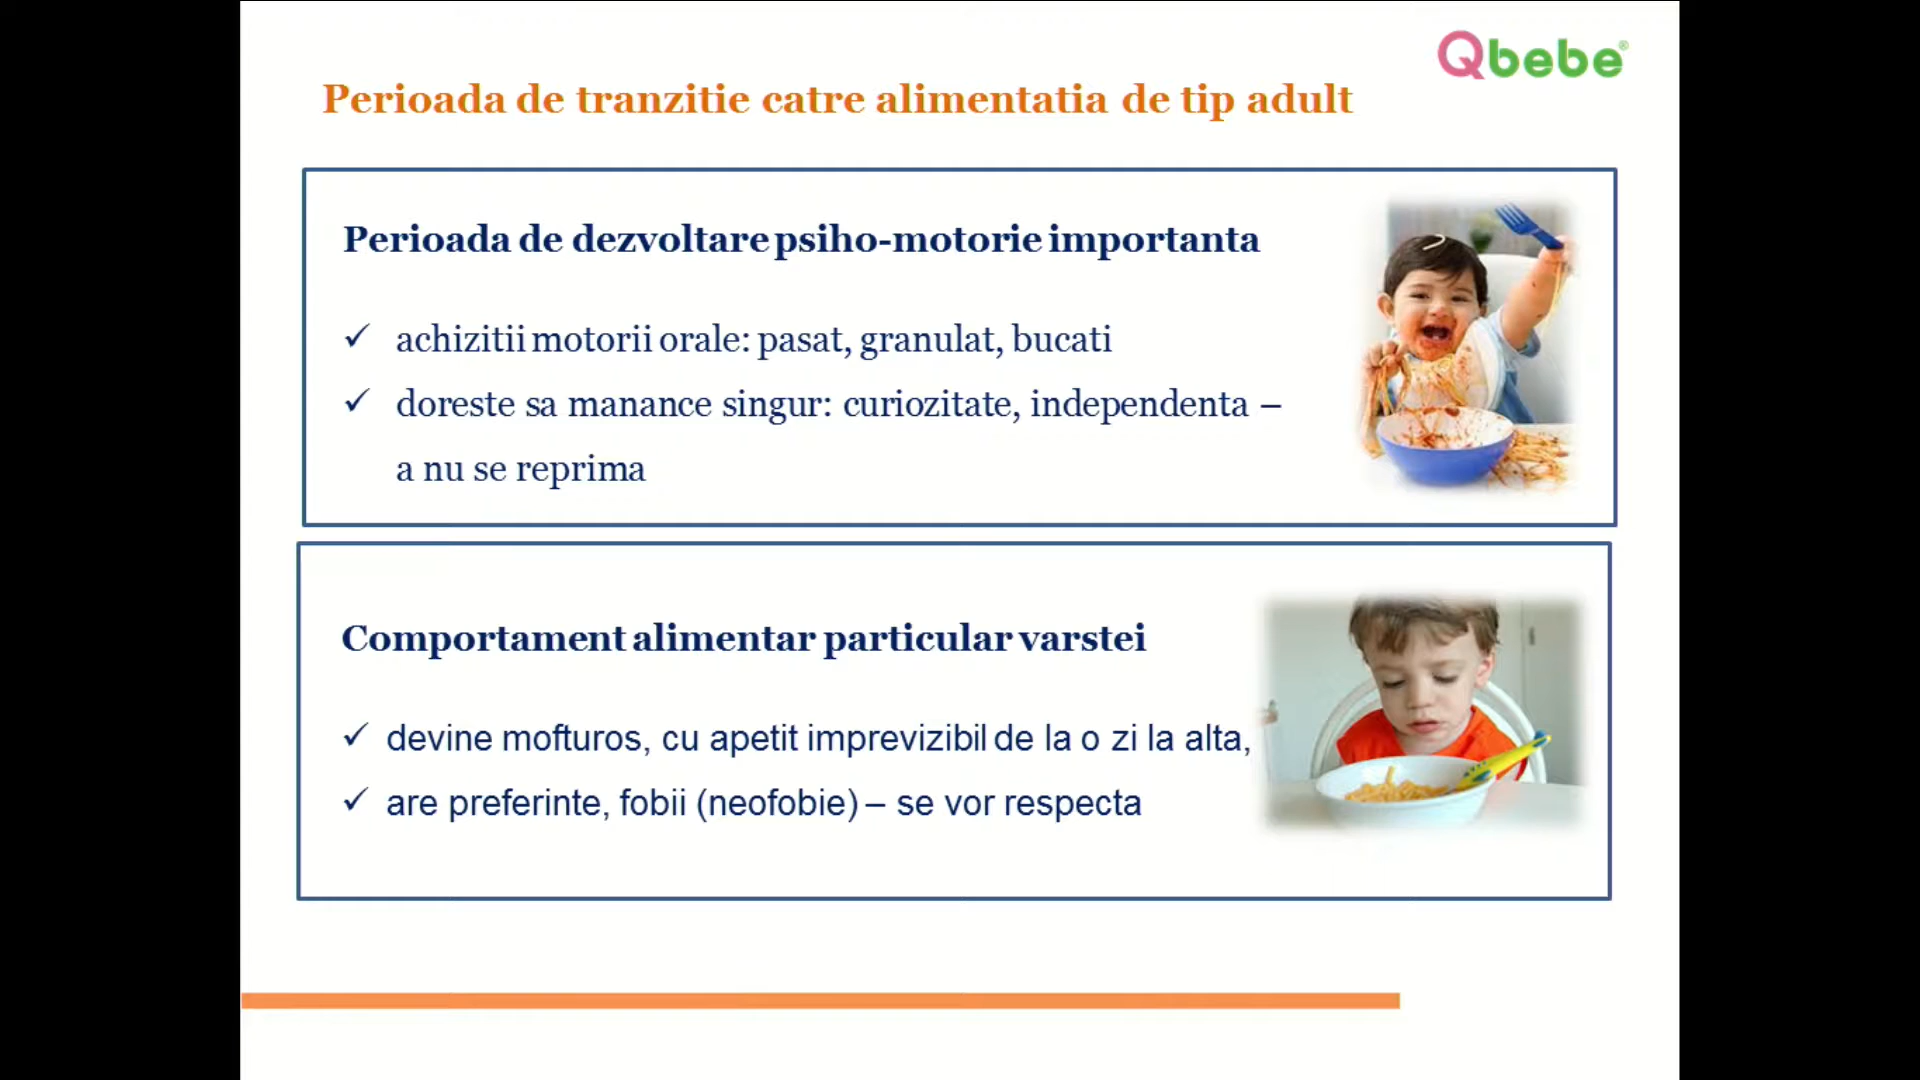 Qbebe®
Perioada de tranzitie catre alimentatia de tip adult
Perioada de dezvoltare psiho-motorie importanta
✓ achizitii motorii orale: pasat, granulat, bucati
✓ doreste sa manance singur: curiozitate, independenta –
a nu se reprima
Comportament alimentar particular varstei
✓ devine mofturos, cu apetit imprevizibil de la o zi la alta,
✓ are preferinte, fobii (neofobie) – se vor respecta